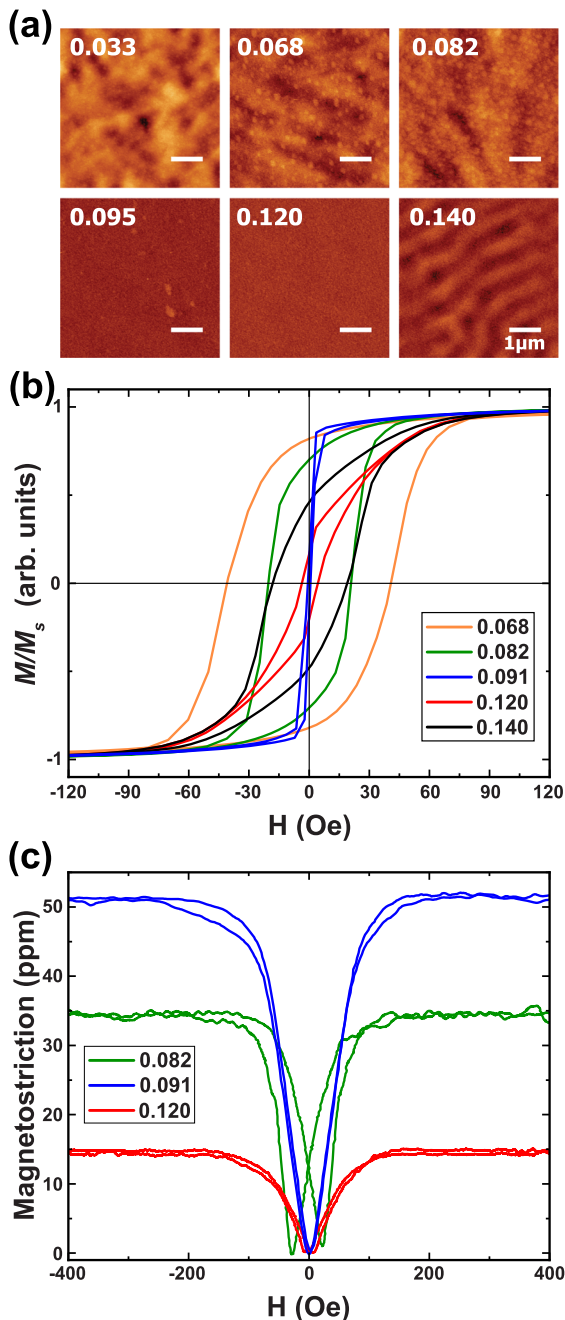 (a)
0.033 0.068 0.082
0.095 0.120 0.140
1µm
(b)
1
0
-1
M/Ms (arb. units)
0.068
0.082
0.091
0.120
0.140
-120 -90 -60 -30 0 30 60 90 120
H (Oe)
(c)
50
40
30
20
10
0
Magnetostriction (ppm)
0.082
0.091
0.120
-400 -200 0 200 400
H (Oe)